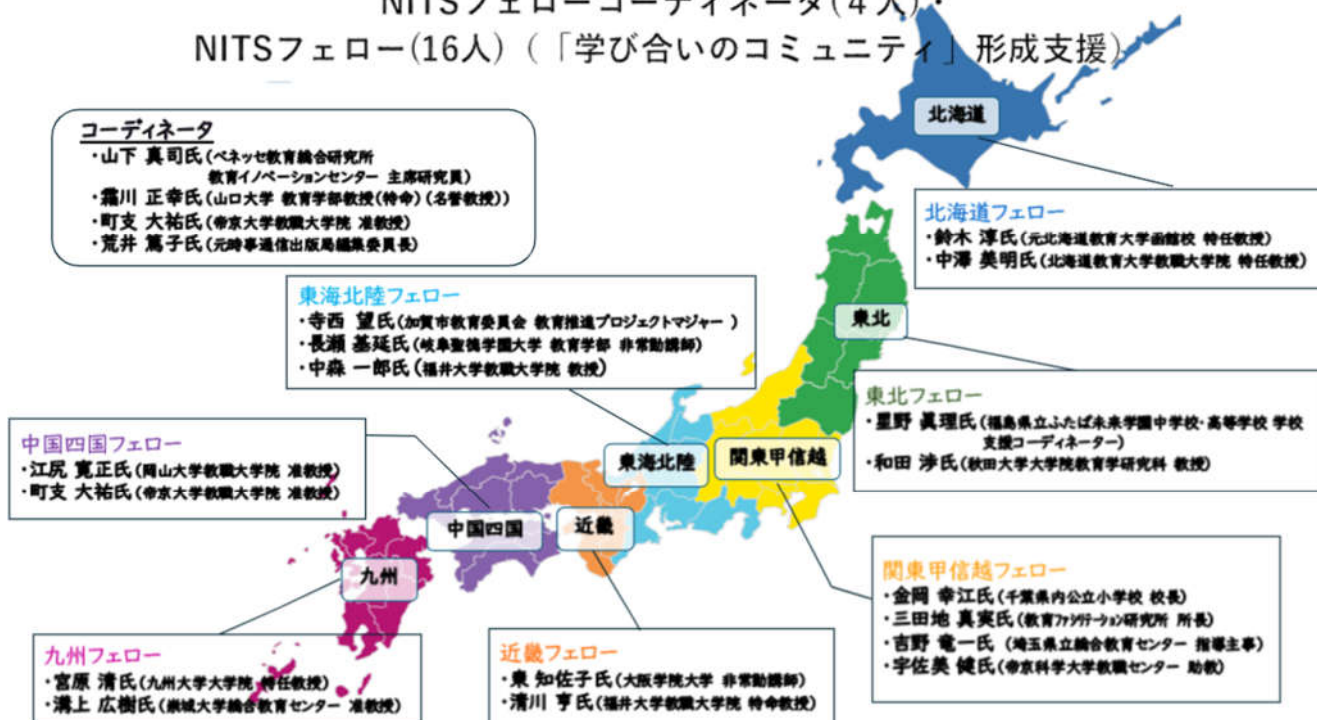 NITSフェローコーディネータ(4人)・
NITSフェロー(16人)(「学び合いのコミュニティ」形成支援)
コーディネータ
・山下 真司氏(ベネッセ教育総合研究所
教育イノベーションセンター 主席研究員)
・霜川 正幸氏(山口大学 教育学部教授(特命)(名誉教授))
・町支 大祐氏(帝京大学教職大学院 准教授)
・荒井 篤子氏(元時事通信出版局編集委員長)
北海道
北海道フェロー
・鈴木 淳氏(元北海道教育大学函館校 特任教授)
・中澤 美明氏(北海道教育大学教職大学院 特任教授)
東海北陸フェロー
・寺西 望氏(加賀市教育委員会 教育推進プロジェクトマジャー )
・長瀬 基延氏(岐阜聖徳学園大学 教育学部 非常勤講師)
・中森 一郎氏(福井大学教職大学院 教授)
東北
東北フェロー
・星野 眞理氏(福島県立ふたば未来学園中学校・高等学校 学校
支援コーディネーター)
・和田 渉氏(秋田大学大学院教育学研究科 教授)
中国四国フェロー
・江尻 寛正氏(岡山大学教職大学院 准教授)
・町支 大祐氏(帝京大学教職大学院 准教授)
東海北陸
関東甲信越
中国四国
近畿
九州
関東甲信越フェロー
・金岡 幸江氏(千葉県内公立小学校 校長)
・三田地 真実氏(教育ファシリテーション研究所 所長)
・吉野 竜一氏 (埼玉県立総合教育センター 指導主事)
・宇佐美 健氏(帝京科学大学教職センター 助教)
九州フェロー
・宮原 清氏(九州大学大学院 特任教授)
・溝上 広樹氏(崇城大学総合教育センター 准教授)
近畿フェロー
・東 知佐子氏(大阪学院大学 非常勤講師)
・清川 亨氏(福井大学教職大学院 特命教授)